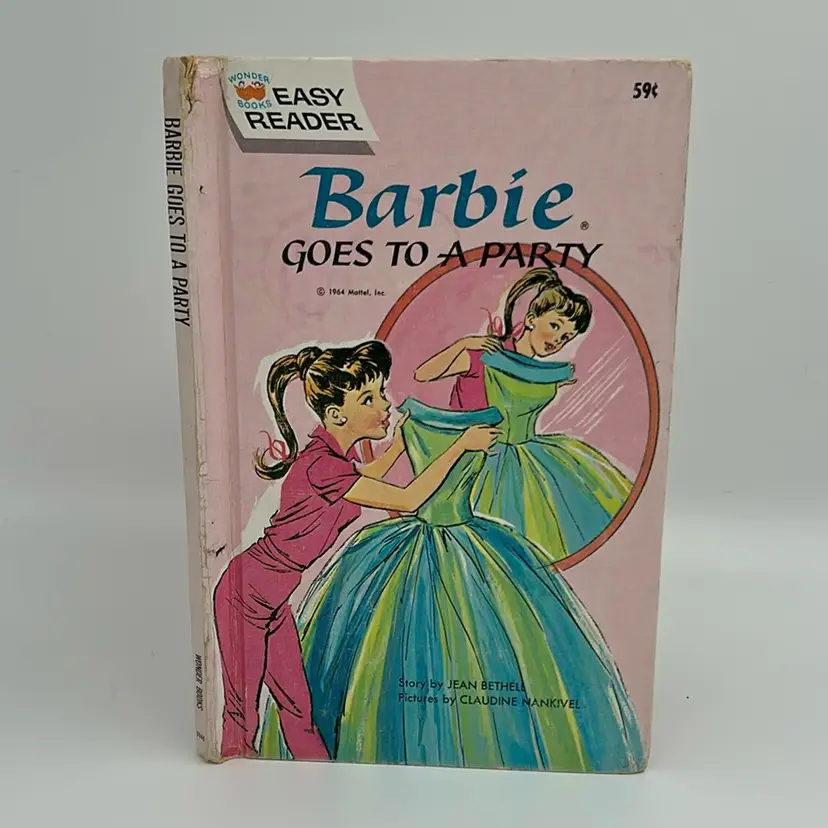 WONDER
BOOKS
EASY
READER
59¢
Barbie®
GOES TO A PARTY
© 1964 Mattel, Inc.
Story by JEAN BETHELL
Pictures by CLAUDINE NANKIVEL
BARBIE GOES TO A PARTY
WONDER BOOKS